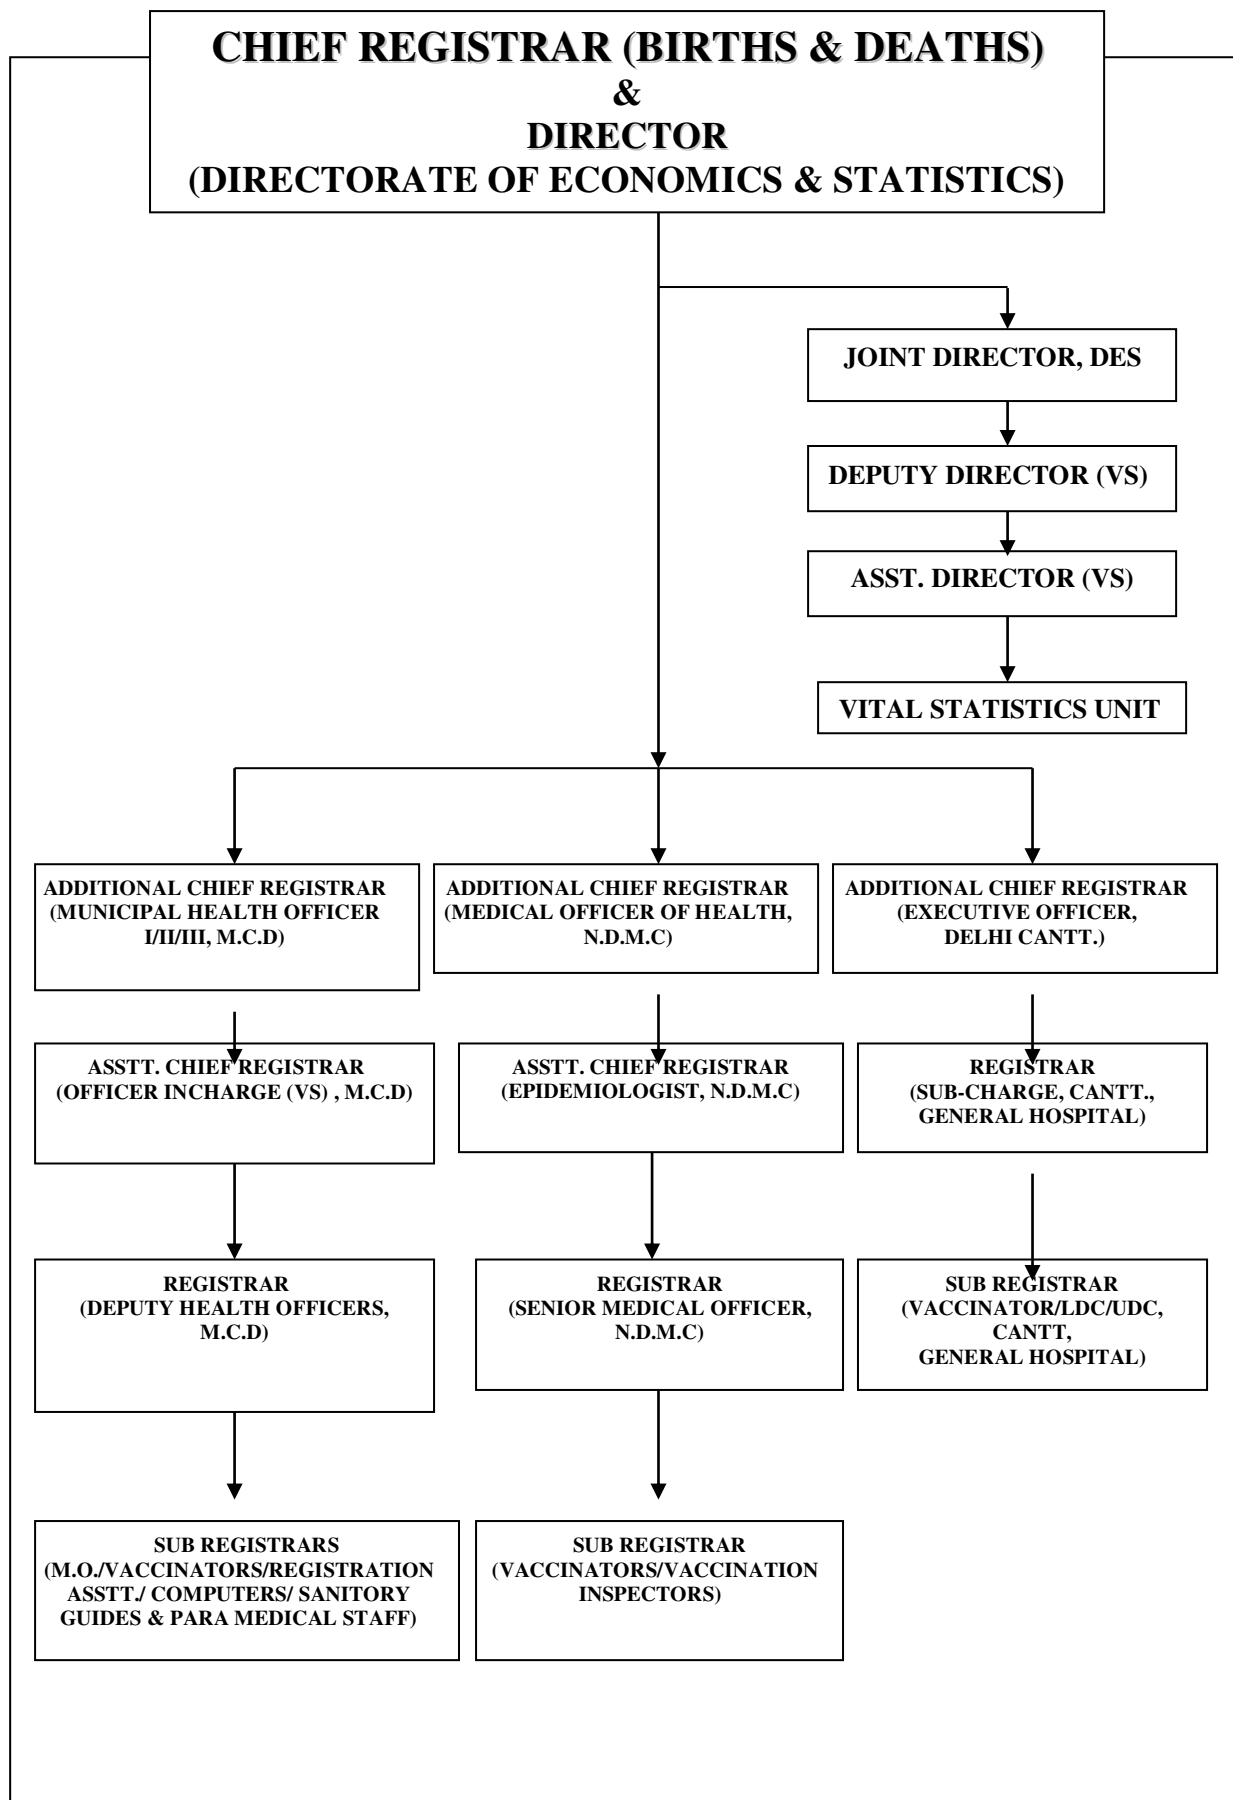 CHIEF REGISTRAR (BIRTHS & DEATHS)
&
DIRECTOR
(DIRECTORATE OF ECONOMICS & STATISTICS)
JOINT DIRECTOR, DES
DEPUTY DIRECTOR (VS)
ASST. DIRECTOR (VS)
VITAL STATISTICS UNIT
ADDITIONAL CHIEF REGISTRAR
(MUNICIPAL HEALTH OFFICER
I/II/III, M.C.D)
ADDITIONAL CHIEF REGISTRAR
(MEDICAL OFFICER OF HEALTH,
N.D.M.C)
ADDITIONAL CHIEF REGISTRAR
(EXECUTIVE OFFICER,
DELHI CANTT.)
ASSTT. CHIEF REGISTRAR
(OFFICER INCHARGE (VS) , M.C.D)
ASSTT. CHIEF REGISTRAR
(EPIDEMIOLOGIST, N.D.M.C)
REGISTRAR
(SUB-CHARGE, CANTT.,
GENERAL HOSPITAL)
REGISTRAR
(DEPUTY HEALTH OFFICERS,
M.C.D)
REGISTRAR
(SENIOR MEDICAL OFFICER,
N.D.M.C)
SUB REGISTRAR
(VACCINATOR/LDC/UDC,
CANTT,
GENERAL HOSPITAL)
SUB REGISTRARS
(M.O./VACCINATORS/REGISTRATION
ASSTT./ COMPUTERS/ SANITORY
GUIDES & PARA MEDICAL STAFF)
SUB REGISTRAR
(VACCINATORS/VACCINATION
INSPECTORS)